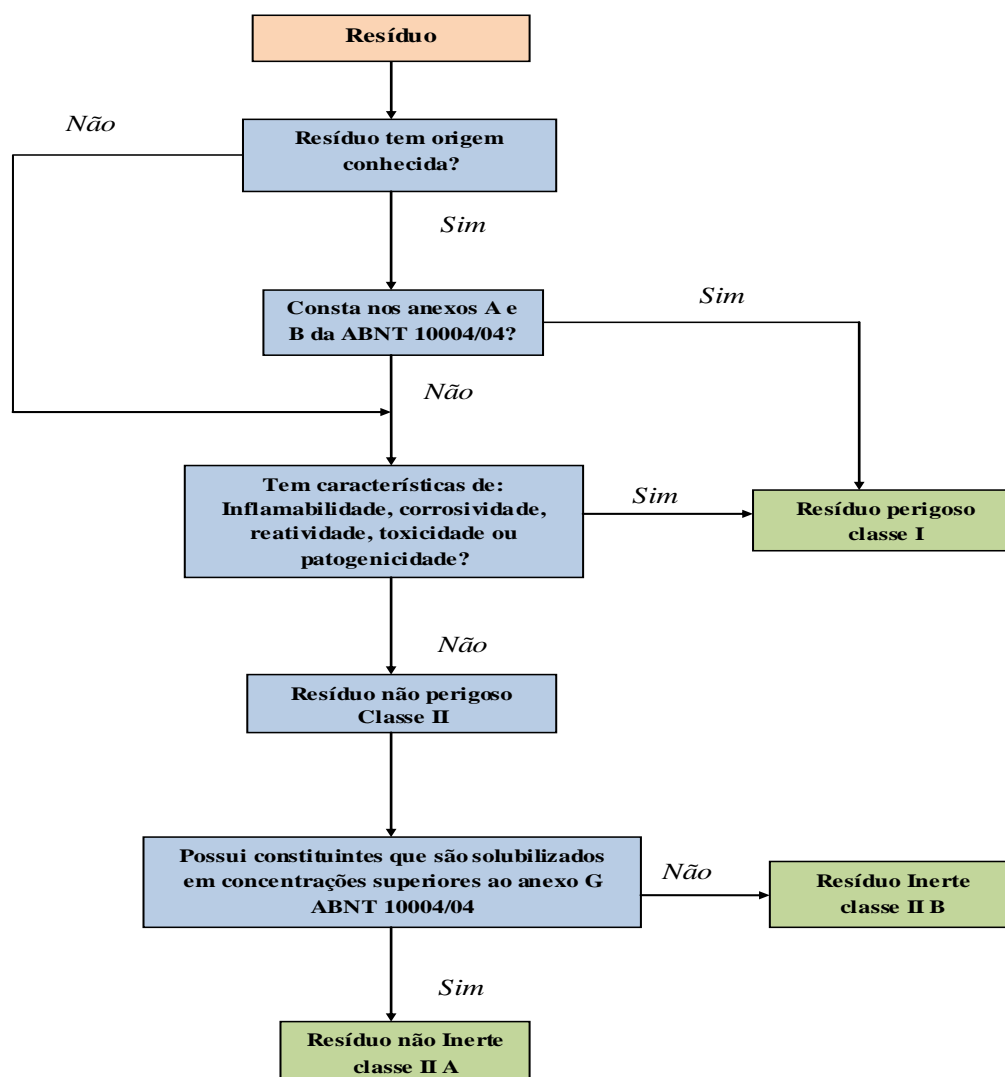 Resíduo
Não
Resíduo tem origem
conhecida?
Sim
Consta nos anexos A e
B da ABNT 10004/04?
Sim
Não
Tem características de:
Inflamabilidade, corrosividade,
reatividade, toxicidade ou
patogenicidade?
Sim
Resíduo perigoso
classe I
Não
Resíduo não perigoso
Classe II
Possui constituintes que são solubilizados
em concentrações superiores ao anexo G
ABNT 10004/04
Não
Resíduo Inerte
classe II B
Sim
Resíduo não Inerte
classe II A